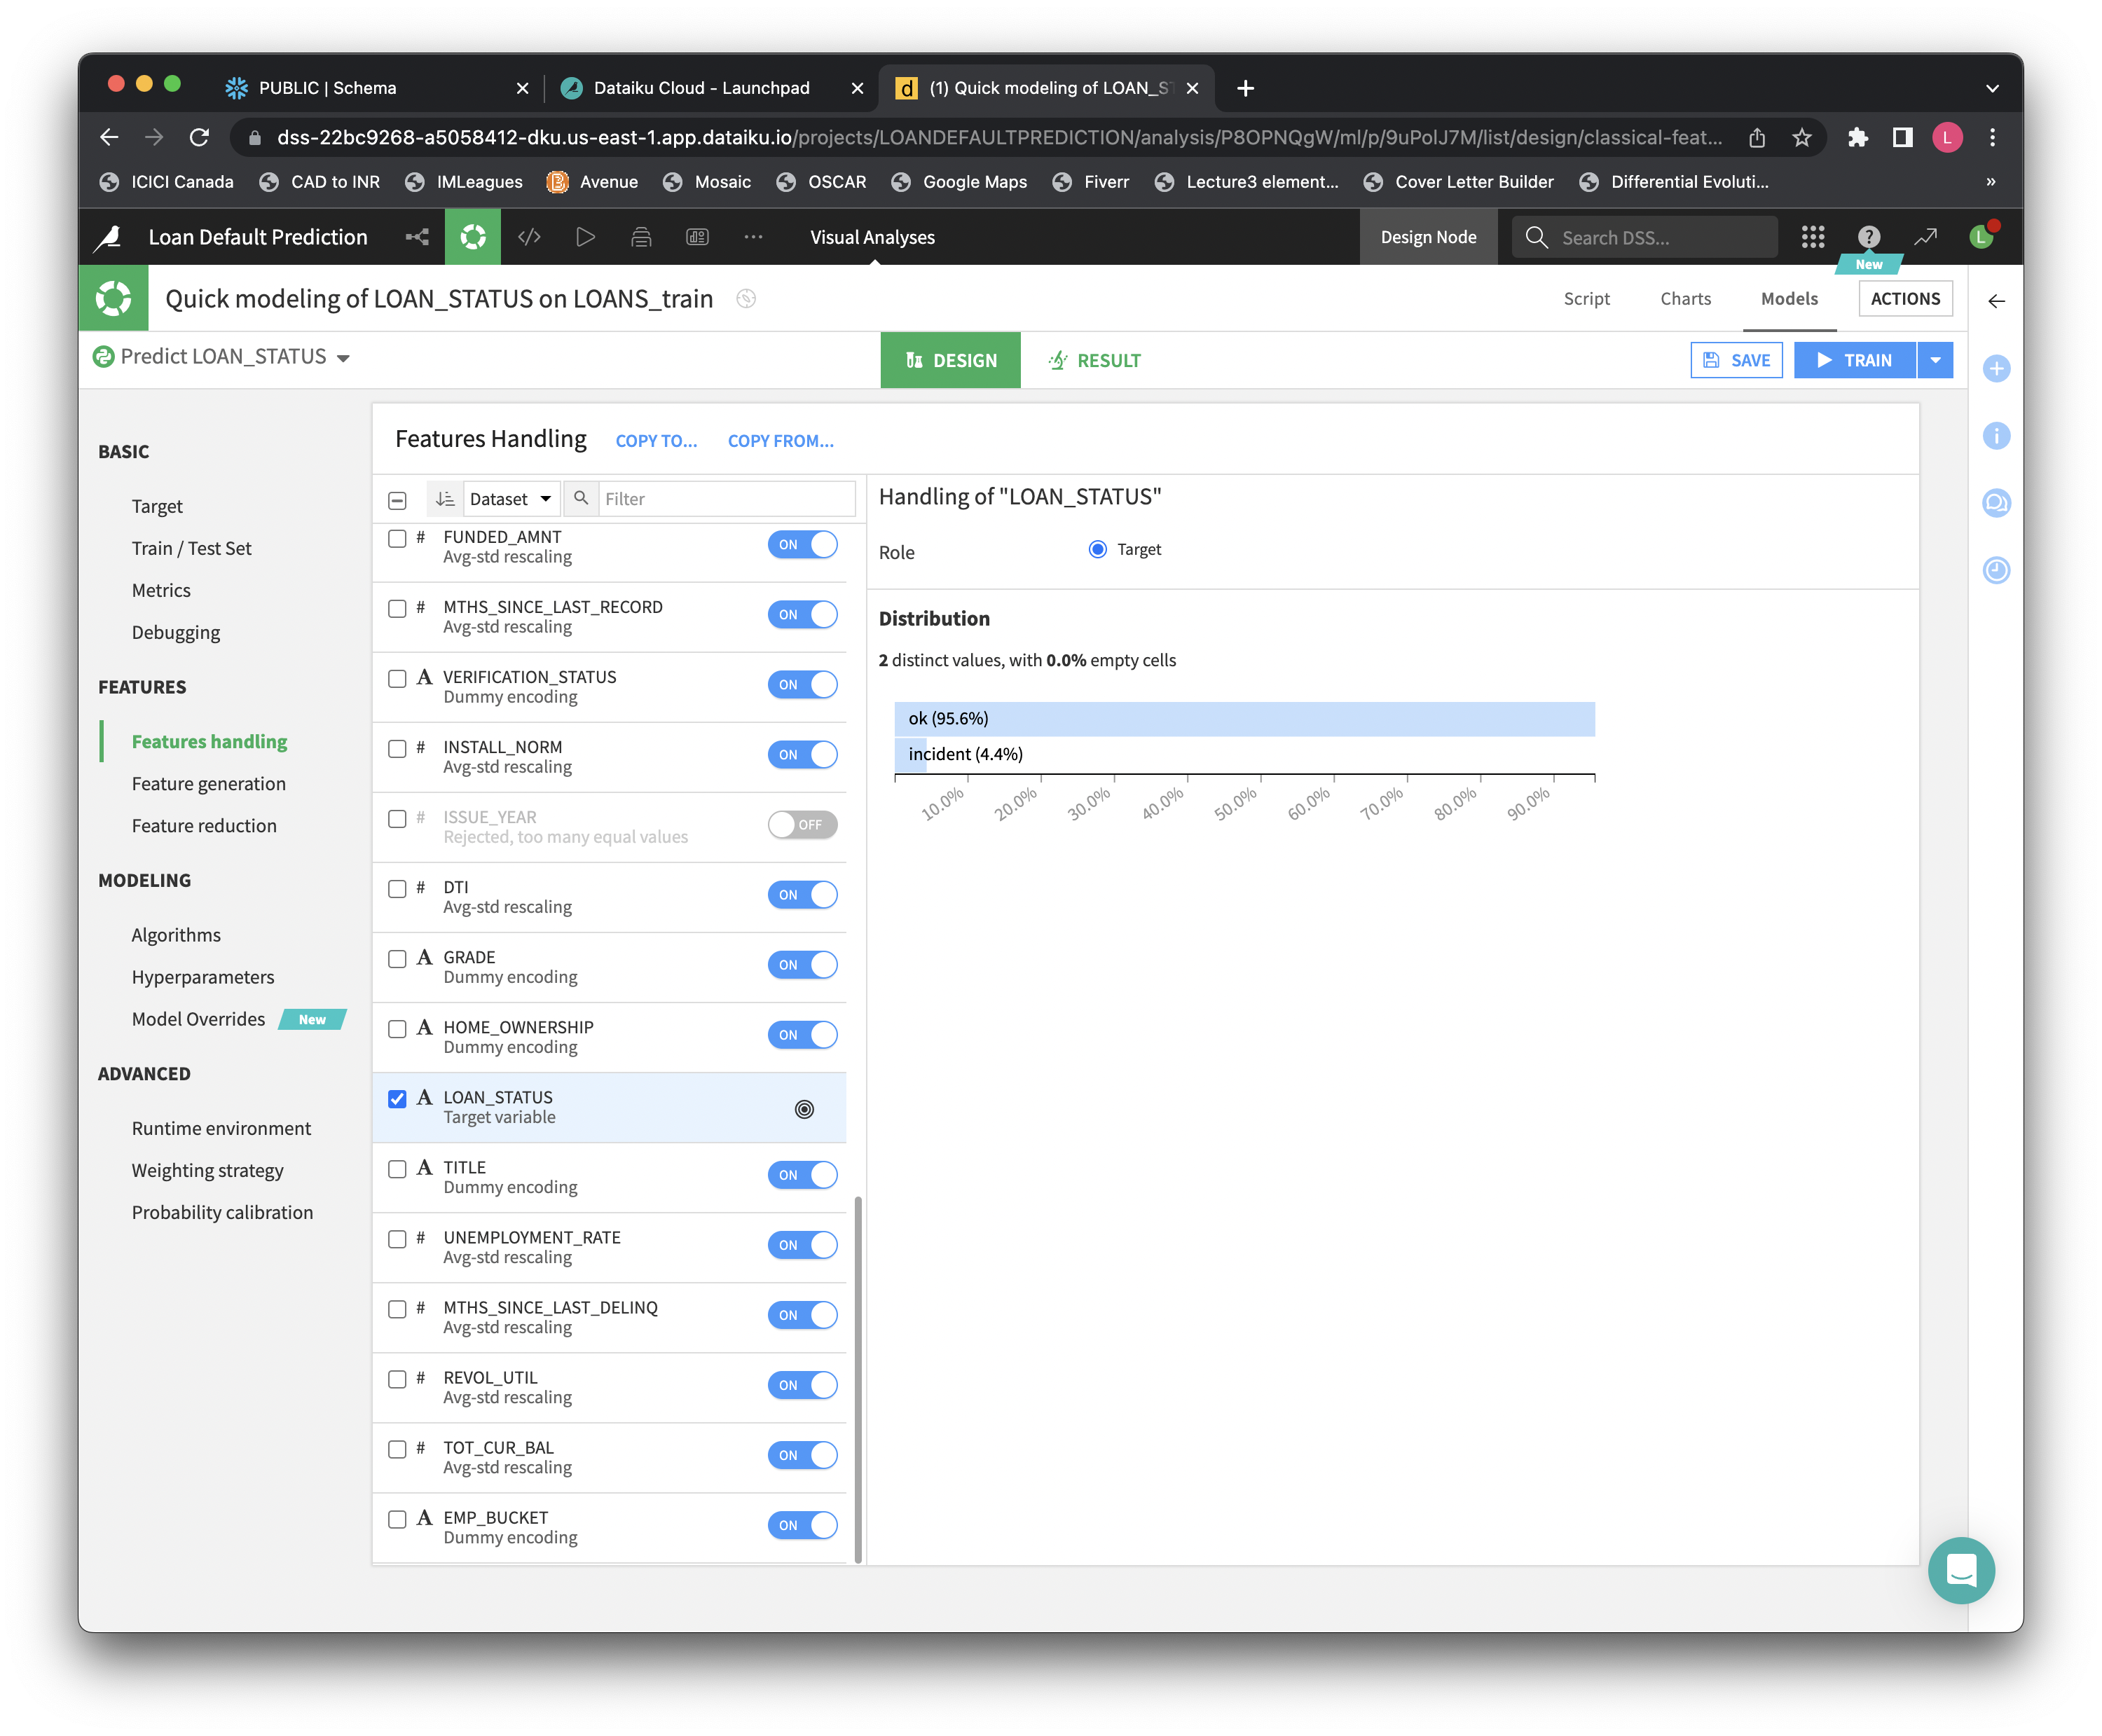 PUBLIC | Schema
Dataiku Cloud - Launchpad
d
(1) Quick modeling of LOAN_S
dss-22bc9268-a5058412-dku.us-east-1.app.dataiku.io/projects/LOANDEFAULTPREDICTION/analysis/P8OPNQgW/ml/p/9uPolJ7M/list/design/classical-feat...
L
ICICI Canada
CAD to INR
IMLeagues
Avenue
Mosaic
OSCAR
Google Maps
Fiverr
Lecture3 element...
Cover Letter Builder
Differential Evoluti...
»
Loan Default Prediction
Visual Analyses
Design Node
Search DSS...
L
New
Quick modeling of LOAN_STATUS on LOANS_train
Script
Charts
Models
ACTIONS
Predict LOAN_STATUS
DESIGN
RESULT
SAVE
TRAIN
BASIC
Target
Train / Test Set
Metrics
Debugging
FEATURES
Features handling
Feature generation
Feature reduction
MODELING
Algorithms
Hyperparameters
Model Overrides New
ADVANCED
Runtime environment
Weighting strategy
Probability calibration
Features Handling
COPY TO...
COPY FROM...
Dataset
Filter
# FUNDED_AMNT ON
Avg-std rescaling
# MTHS_SINCE_LAST_RECORD ON
Avg-std rescaling
A VERIFICATION_STATUS ON
Dummy encoding
# INSTALL_NORM ON
Avg-std rescaling
# ISSUE_YEAR OFF
Rejected, too many equal values
# DTI ON
Avg-std rescaling
A GRADE ON
Dummy encoding
A HOME_OWNERSHIP ON
Dummy encoding
A LOAN_STATUS
Target variable
A TITLE ON
Dummy encoding
# UNEMPLOYMENT_RATE ON
Avg-std rescaling
# MTHS_SINCE_LAST_DELINQ ON
Avg-std rescaling
# REVOL_UTIL ON
Avg-std rescaling
# TOT_CUR_BAL ON
Avg-std rescaling
A EMP_BUCKET ON
Dummy encoding
Handling of "LOAN_STATUS"
Role
Target
Distribution
2 distinct values, with 0.0% empty cells
ok (95.6%)
incident (4.4%)
10.0% 20.0% 30.0% 40.0% 50.0% 60.0% 70.0% 80.0% 90.0%